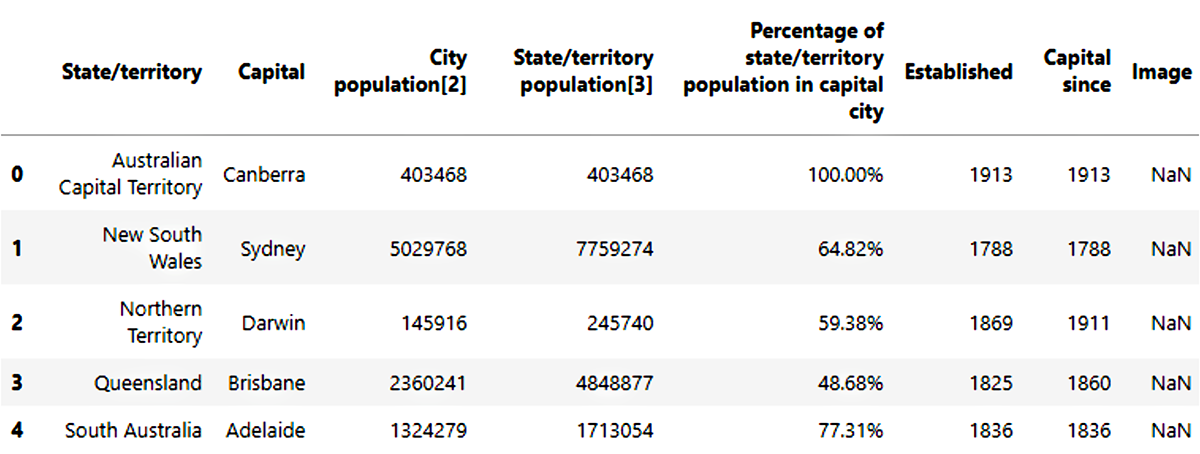 State/territory Capital City population[2] State/territory population[3] Percentage of state/territory population in capital city Established Capital since Image
0 Australian Capital Territory Canberra 403468 403468 100.00% 1913 1913 NaN
1 New South Wales Sydney 5029768 7759274 64.82% 1788 1788 NaN
2 Northern Territory Darwin 145916 245740 59.38% 1869 1911 NaN
3 Queensland Brisbane 2360241 4848877 48.68% 1825 1860 NaN
4 South Australia Adelaide 1324279 1713054 77.31% 1836 1836 NaN